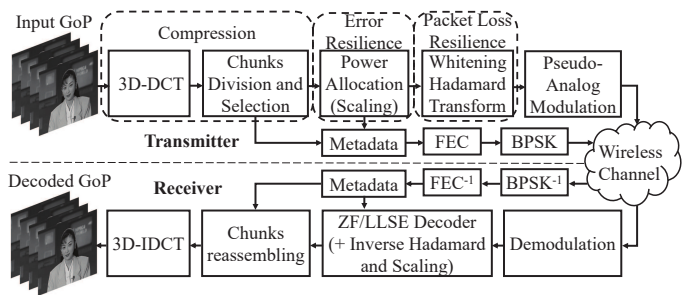 Input GoP
Compression
Error
Resilience
Packet Loss
Resilience
3D-DCT
Chunks
Division and
Selection
Power
Allocation
(Scaling)
Whitening
Hadamard
Transform
Pseudo-
Analog
Modulation
Transmitter
Metadata
FEC
BPSK
Wireless
Channel
Decoded GoP
Receiver
Metadata
FEC-1
BPSK-1
3D-IDCT
Chunks
reassembling
ZF/LLSE Decoder
(+ Inverse Hadamard
and Scaling)
Demodulation